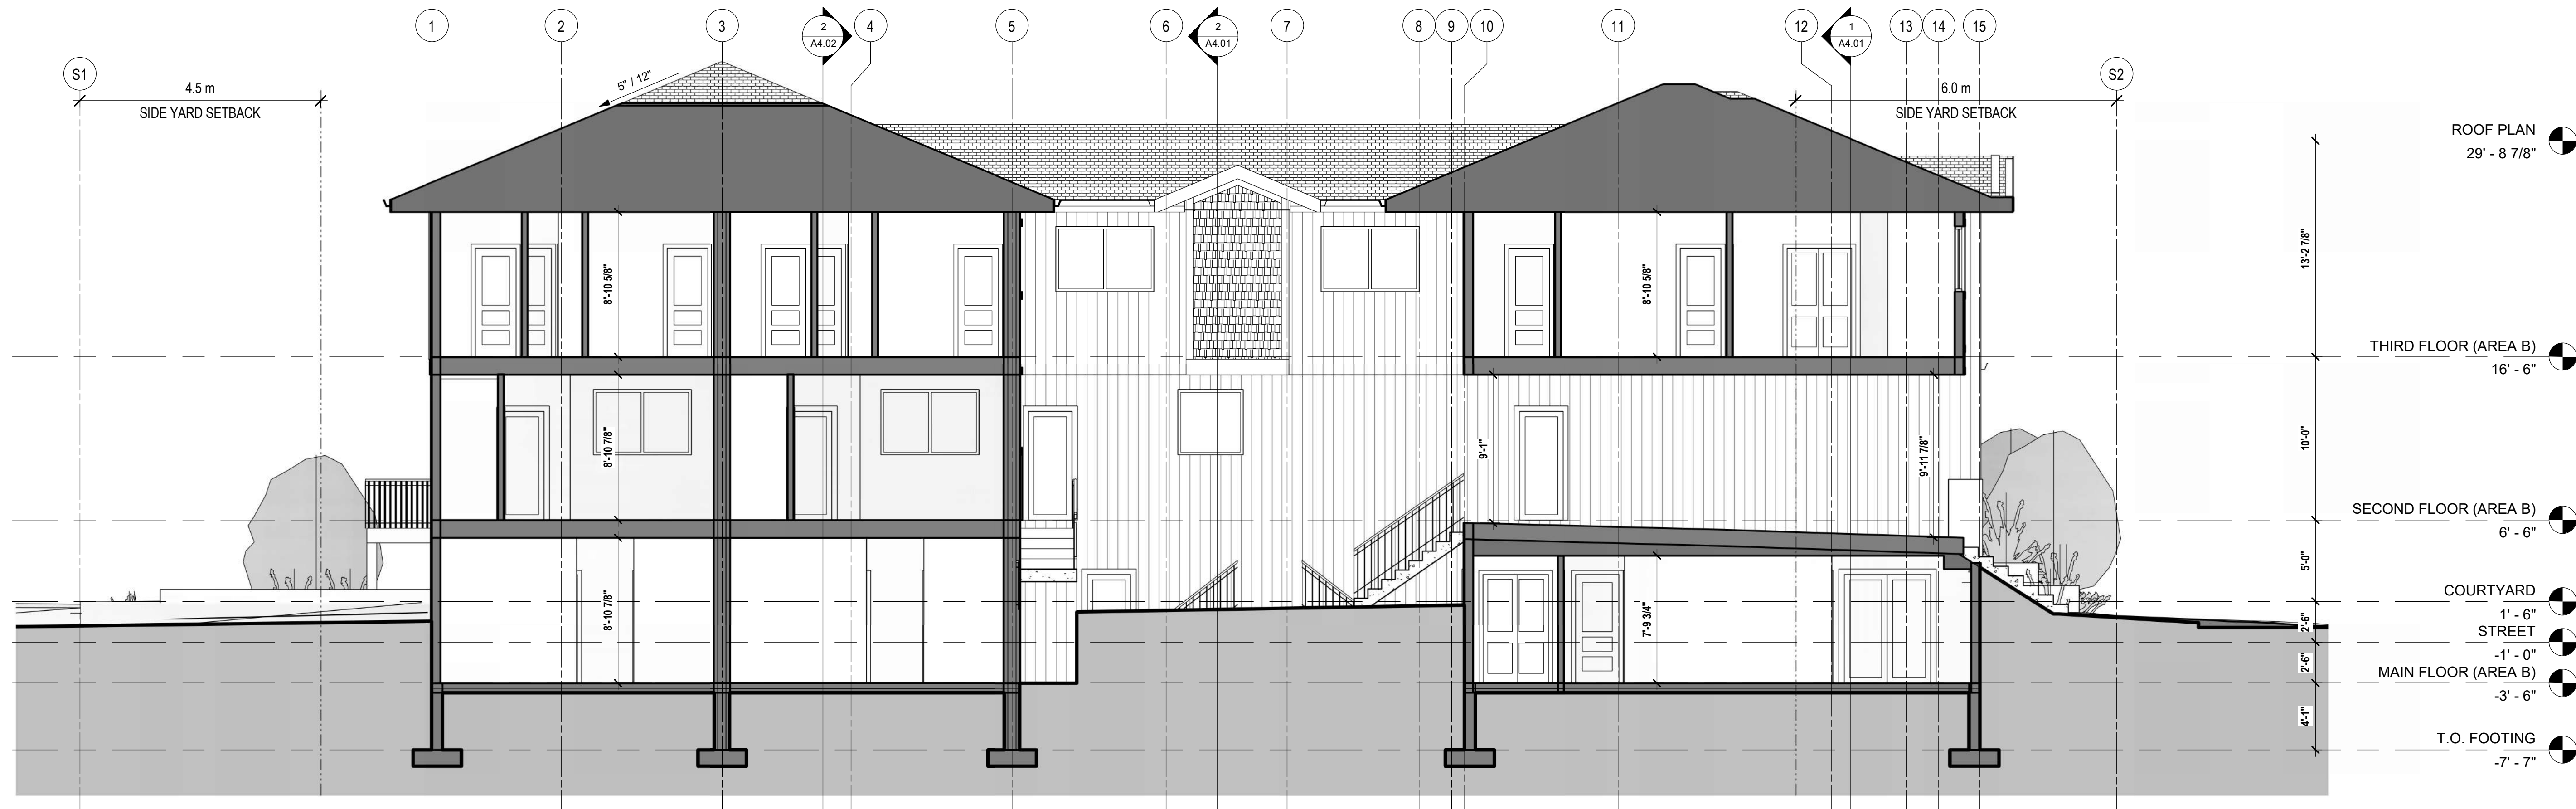 1
2
3
2
A4.02
4
5
6
2
A4.01
7
8
9
10
11
12
1
A4.01
13
14
15
S1
S2
4.5 m
SIDE YARD SETBACK
5" / 12"
6.0 m
SIDE YARD SETBACK
ROOF PLAN
29' - 8 7/8"
13'-2 7/8"
8'-10 5/8"
8'-10 5/8"
THIRD FLOOR (AREA B)
16' - 6"
8'-10 7/8"
9'-1"
9'-11 7/8"
10'-0"
SECOND FLOOR (AREA B)
6' - 6"
5'-0"
COURTYARD
1' - 6"
8'-10 7/8"
7'-9 3/4"
2'-6"
STREET
-1' - 0"
2'-6"
MAIN FLOOR (AREA B)
-3' - 6"
4'-1"
T.O. FOOTING
-7' - 7"